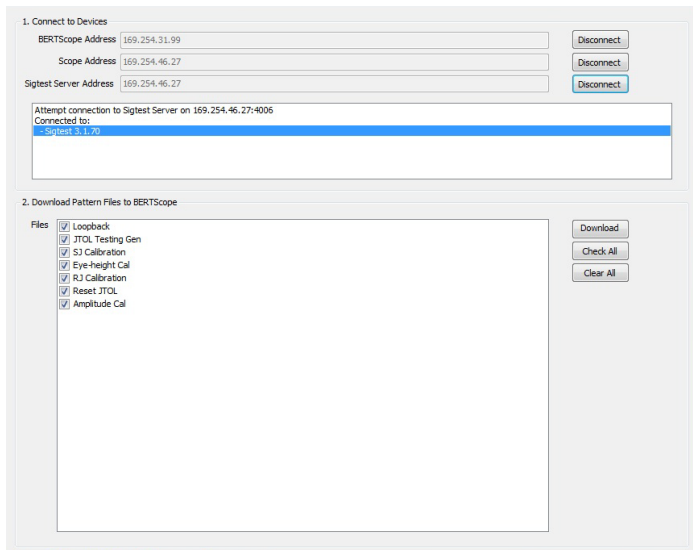 1. Connect to Devices
BERTScope Address 169.254.31.99 Disconnect
Scope Address 169.254.46.27 Disconnect
Sigtest Server Address 169.254.46.27 Disconnect
Attempt connection to Sigtest Server on 169.254.46.27:4006
Connected to:
- Sigtest 3.1.70
2. Download Pattern Files to BERTScope
Files Loopback Download
JTOL Testing Gen
SJ Calibration Check All
Eye-height Cal
RJ Calibration Clear All
Reset JTOL
Amplitude Cal